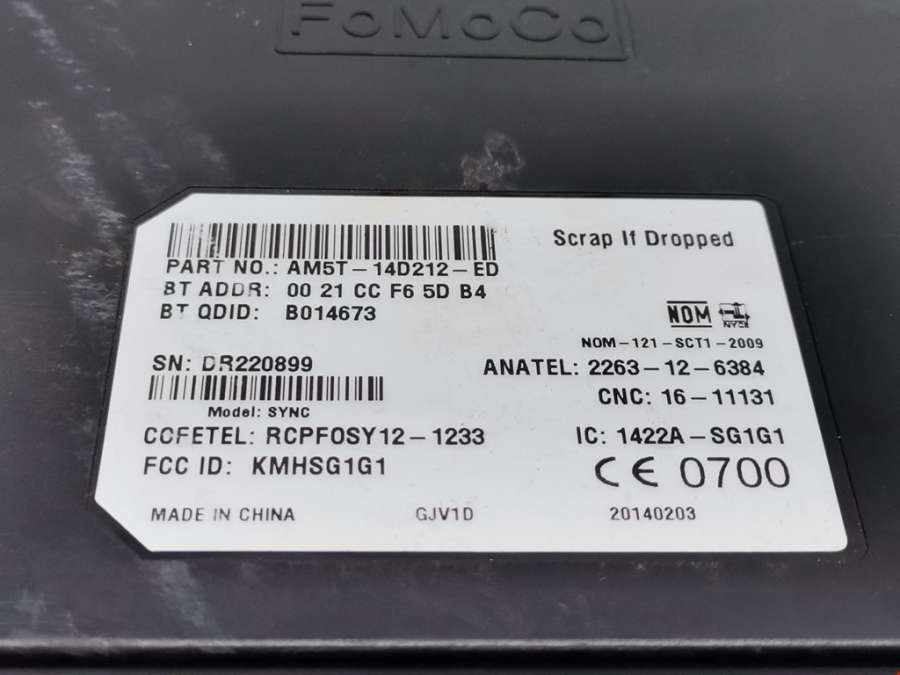 FoMoCo
Scrap If Dropped
PART NO.: AM5T-14D212-ED
BT ADDR: 00 21 CC F6 5D B4
BT QDID: B014673
NOM NYCE
NOM-121-SCT1-2009
SN: DR220899
ANATEL: 2263-12-6384
CNC: 16-11131
Model: SYNC
CCFETEL: RCPFOSY12-1233
IC: 1422A-SG1G1
FCC ID: KMHSG1G1
CE 0700
MADE IN CHINA GJV1D 20140203